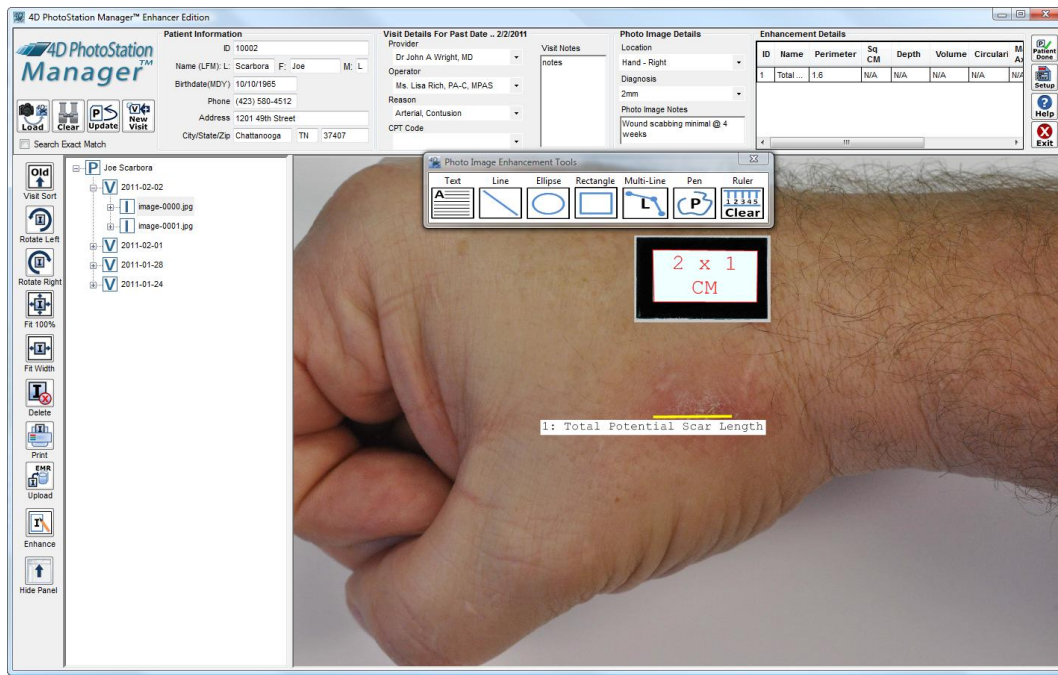 4D PhotoStation Manager™ Enhancer Edition
4D PhotoStation
Manager™
Load
Clear
Update
New
Visit
Search Exact Match
Patient Information
ID 10002
Name (LFM): L: Scarbora F: Joe M: L
Birthdate(MDY) 10/10/1965
Phone (423) 580-4512
Address 1201 49th Street
City/State/Zip Chattanooga TN 37407
Visit Details For Past Date .. 2/2/2011
Provider
Dr John A Wright, MD
Operator
Ms. Lisa Rich, PA-C, MPAS
Reason
Arterial, Contusion
CPT Code
Visit Notes
notes
Photo Image Details
Location
Hand - Right
Diagnosis
2mm
Photo Image Notes
Wound scabbing minimal @ 4
weeks
Enhancement Details
ID Name Perimeter Sq CM Depth Volume Circulari
1 Total ... 1.6 N/A N/A N/A N/A N/A
Patient
Done
Setup
Help
Exit
Old
Visit Sort
Rotate Left
Rotate Right
Fit 100%
Fit Width
Delete
Print
EMR
Upload
Enhance
Hide Panel
P Joe Scarbora
V 2011-02-02
I image-0000.jpg
I image-0001.jpg
V 2011-02-01
V 2011-01-28
V 2011-01-24
Photo Image Enhancement Tools
Text Line Ellipse Rectangle Multi-Line Pen Ruler
A L P 1 2 3 4 5
Clear
2 x 1
CM
1: Total Potential Scar Length